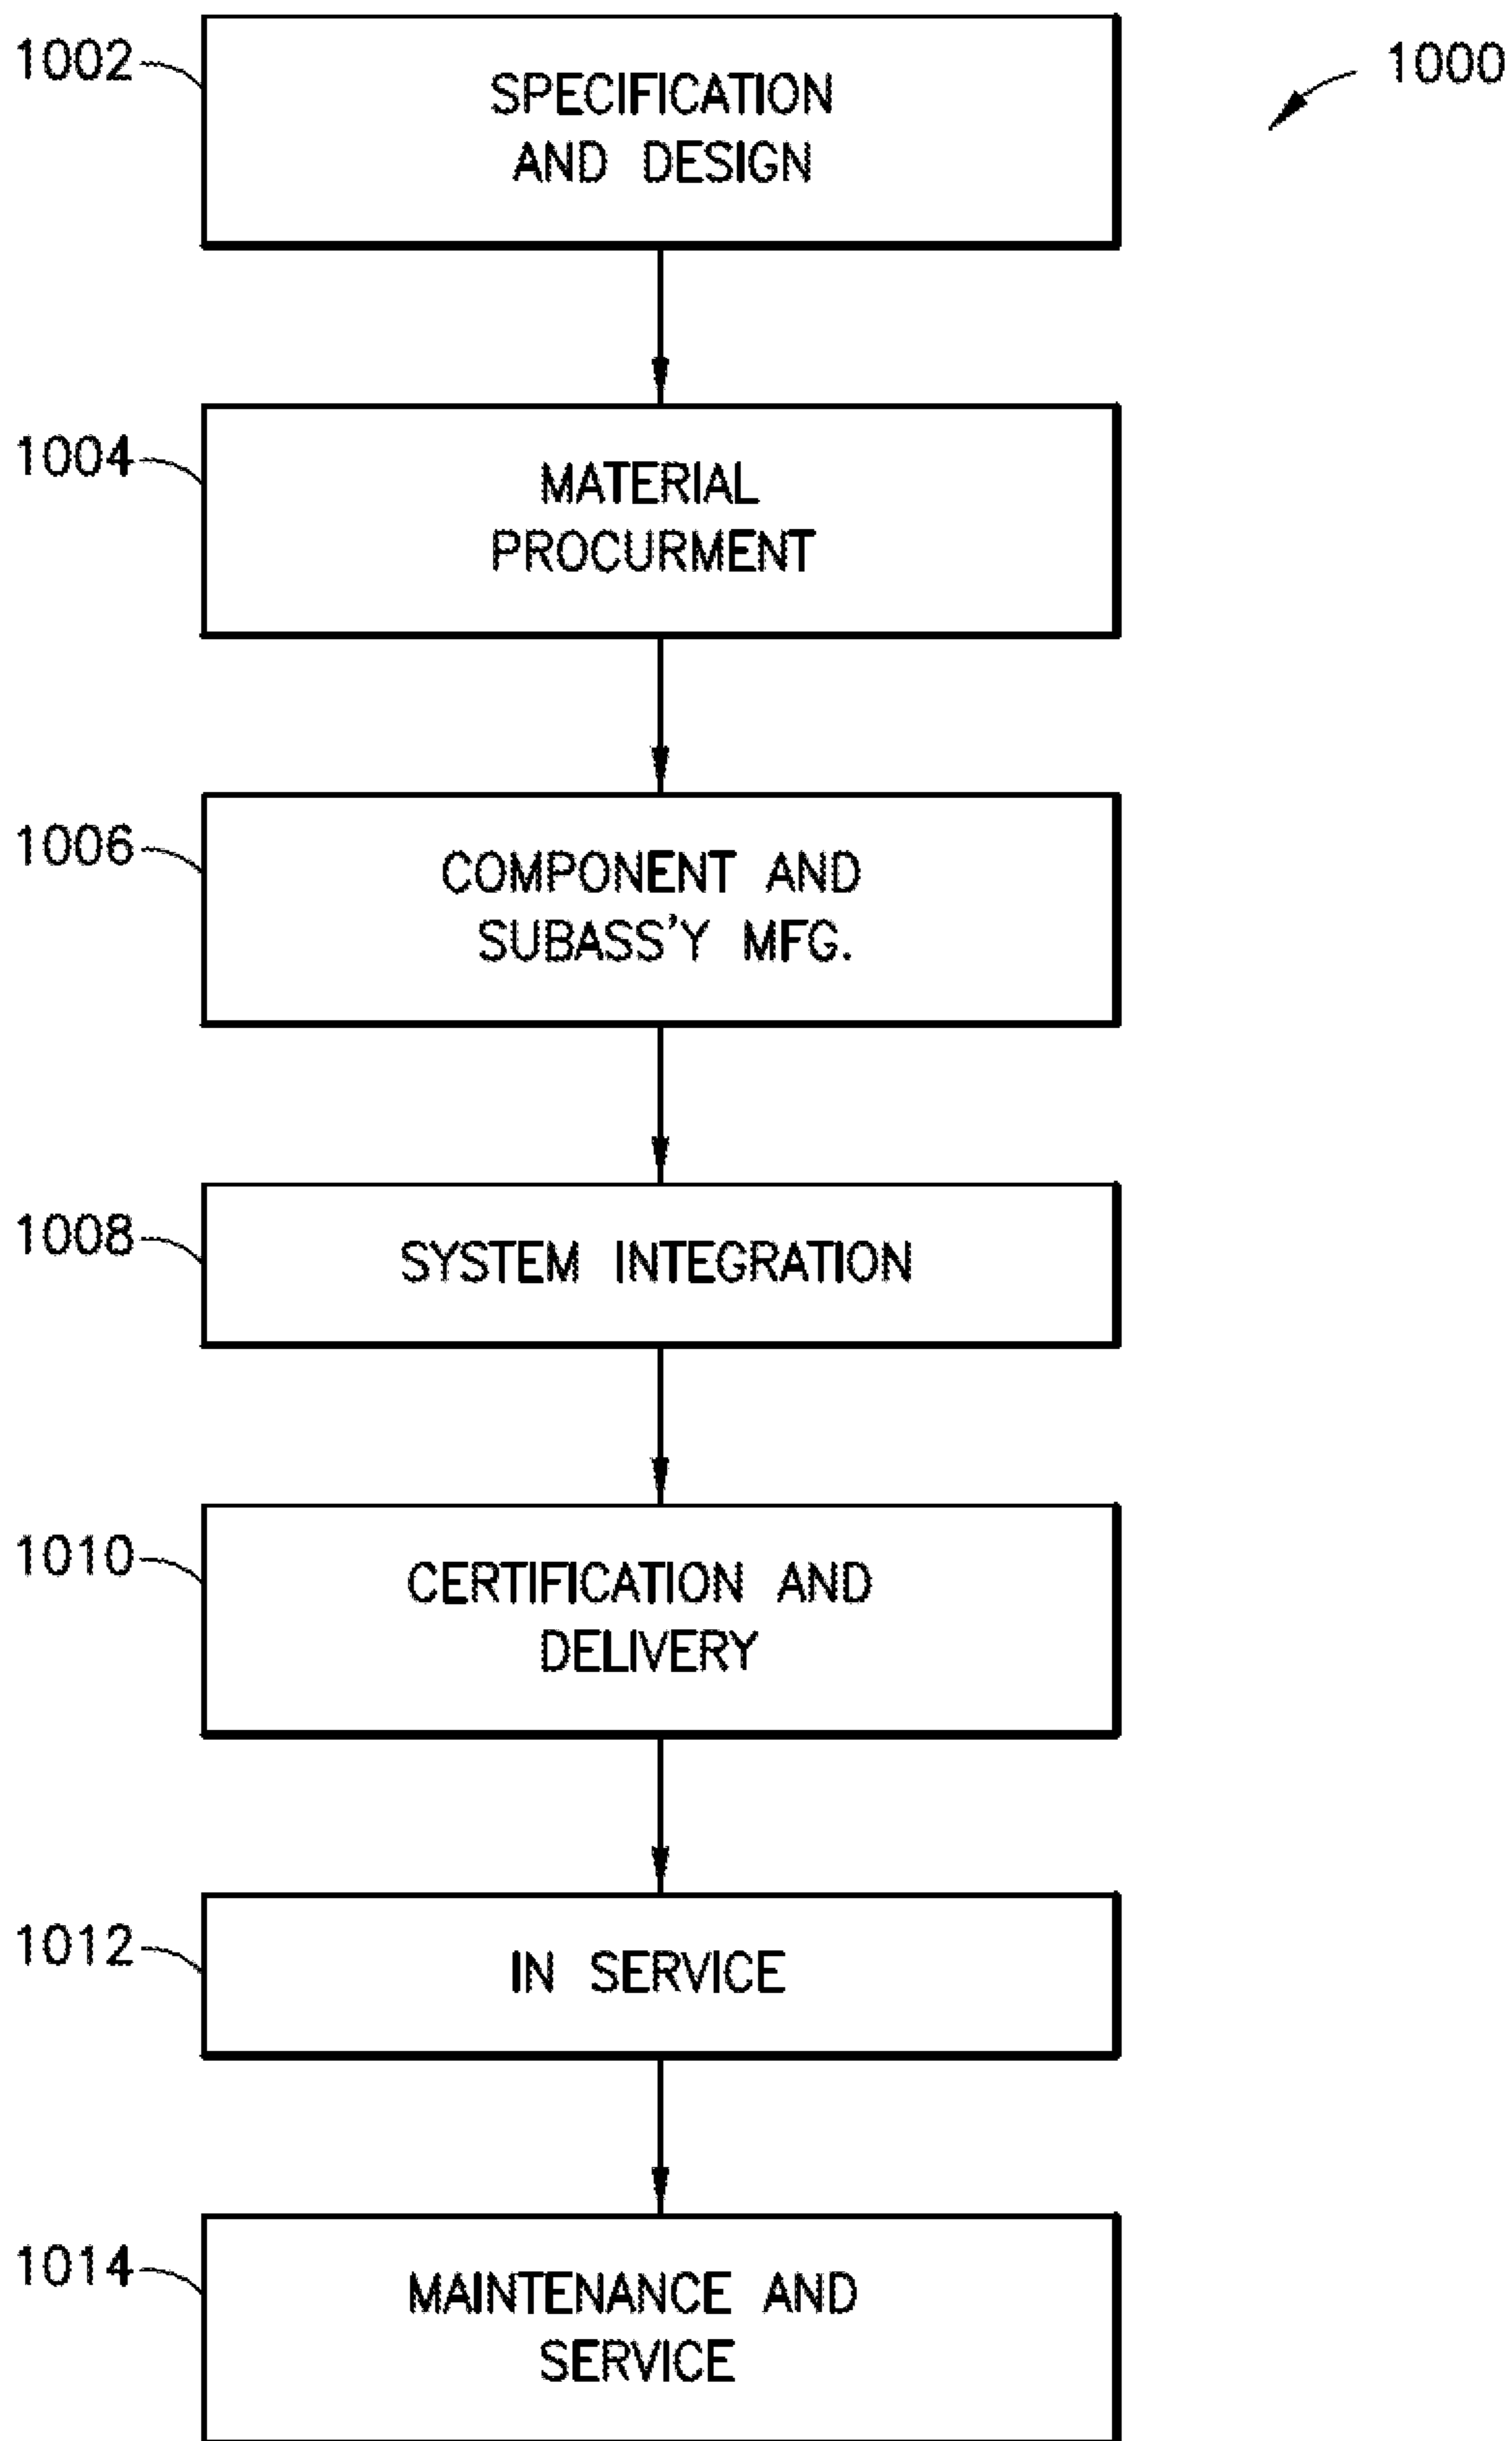 1002
1000
SPECIFICATION
AND DESIGN
1004
MATERIAL
PROCURMENT
1006
COMPONENT AND
SUBASS'Y MFG.
1008
SYSTEM INTEGRATION
1010
CERTIFICATION AND
DELIVERY
1012
IN SERVICE
1014
MAINTENANCE AND
SERVICE